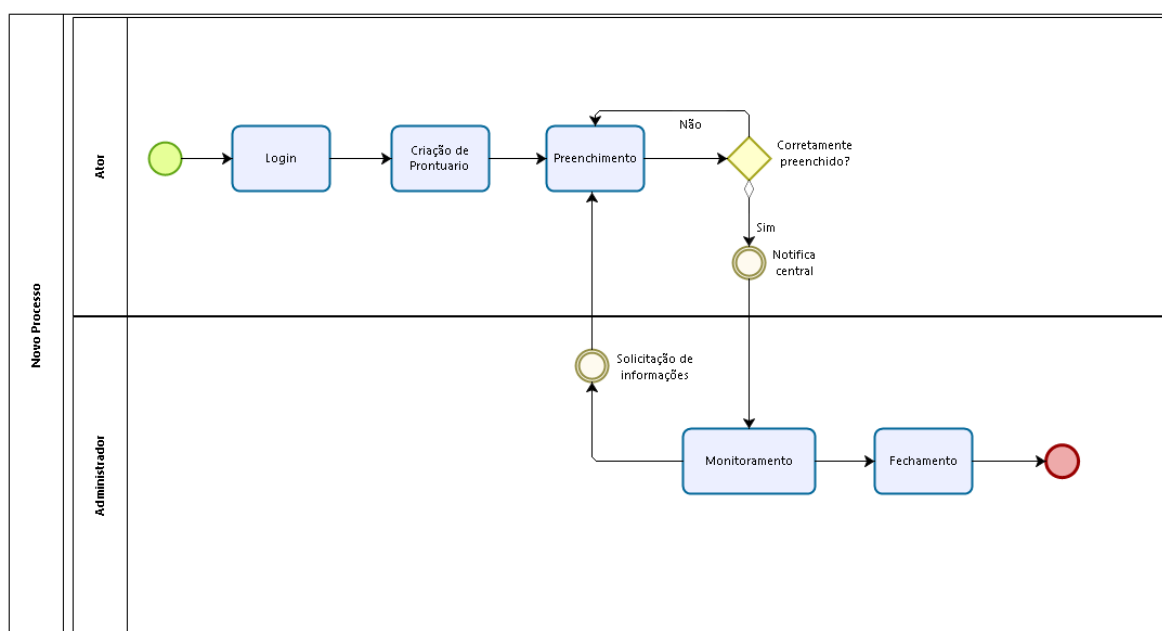 Novo Processo
Ator
Login
Criação de
Prontuario
Preenchimento
Não
Corretamente
preenchido?
Sim
Notifica
central
Administrador
Solicitação de
informações
Monitoramento
Fechamento